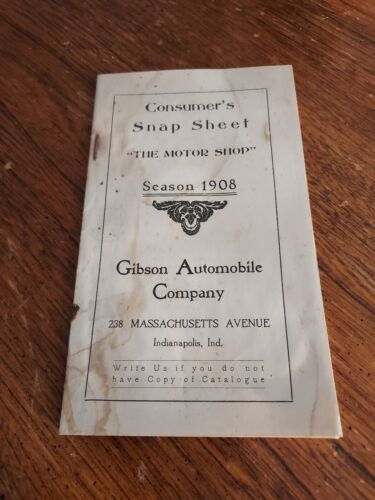 Consumer's
Snap Sheet
"THE MOTOR SHOP"
Season 1908
Gibson Automobile
Company
238 MASSACHUSETTS AVENUE
Indianapolis, Ind.
Write Us if you do not
have Copy of Catalogue